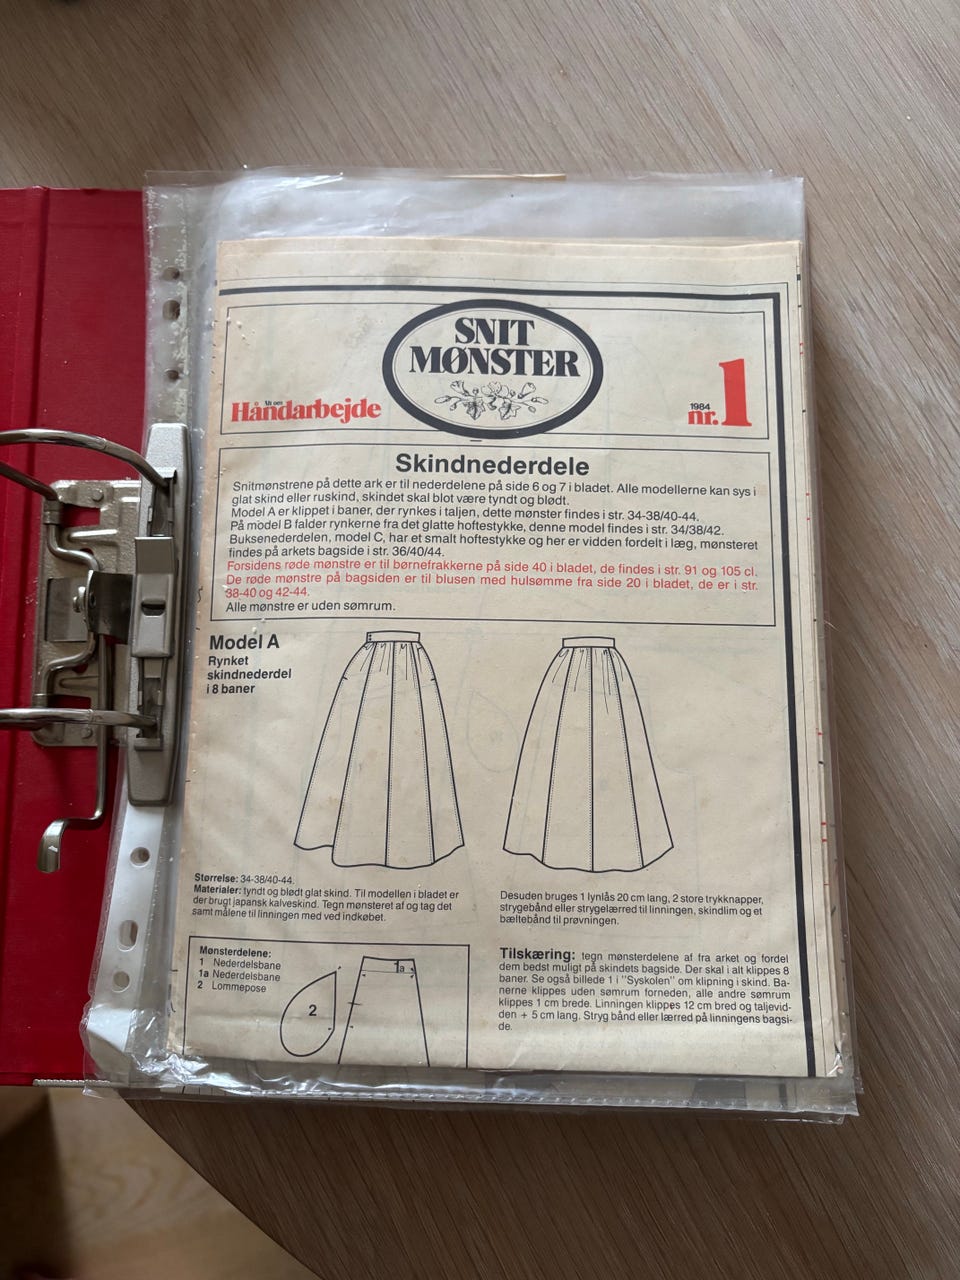 SNIT
MØNSTER
Alt om
Håndarbejde
1984
nr. 1
Skindnederdele
Snitmønstrene på dette ark er til nederdelene på side 6 og 7 i bladet. Alle modellerne kan sys i
glat skind eller ruskind, skindet skal blot være tyndt og blødt.
Model A er klippet i baner, der rynkes i taljen, dette mønster findes i str. 34-38/40-44.
På model B falder rynkerne fra det glatte hoftestykke, denne model findes i str. 34/38/42.
Buksenederdelen, model C, har et smalt hoftestykke og her er vidden fordelt i læg, mønsteret
findes på arkets bagside i str. 36/40/44.
Forsidens røde mønstre er til børnefrakkerne på side 40 i bladet, de findes i str. 91 og 105 cl.
De røde mønstre på bagsiden er til blusen med hulsømme fra side 20 i bladet, de er i str.
38-40 og 42-44.
Alle mønstre er uden sømrum.
Model A
Rynket
skindnederdel
i 8 baner
Størrelse: 34-38/40-44.
Materialer: tyndt og blødt glat skind. Til modellen i bladet er
der brugt japansk kalveskind. Tegn mønsteret af og tag det
samt målene til linningen med ved indkøbet.
Desuden bruges 1 lynlås 20 cm lang, 2 store trykknapper,
strygebånd eller strygelærred til linningen, skindlim og et
bæltebånd til prøvningen.
Mønsterdelene:
1 Nederdelsbane
1a Nederdelsbane
2 Lommepose
2
1a
Tilskæring: tegn mønsterdelene af fra arket og fordel
dem bedst muligt på skindets bagside. Der skal i alt klippes 8
baner. Se også billede 1 i "Syskolen" om klipning i skind. Ba-
nerne klippes uden sømrum forneden, alle andre sømrum
klippes 1 cm brede. Linningen klippes 12 cm bred og taljevid-
den + 5 cm lang. Stryg bånd eller lærred på linningens bagsi-
de.